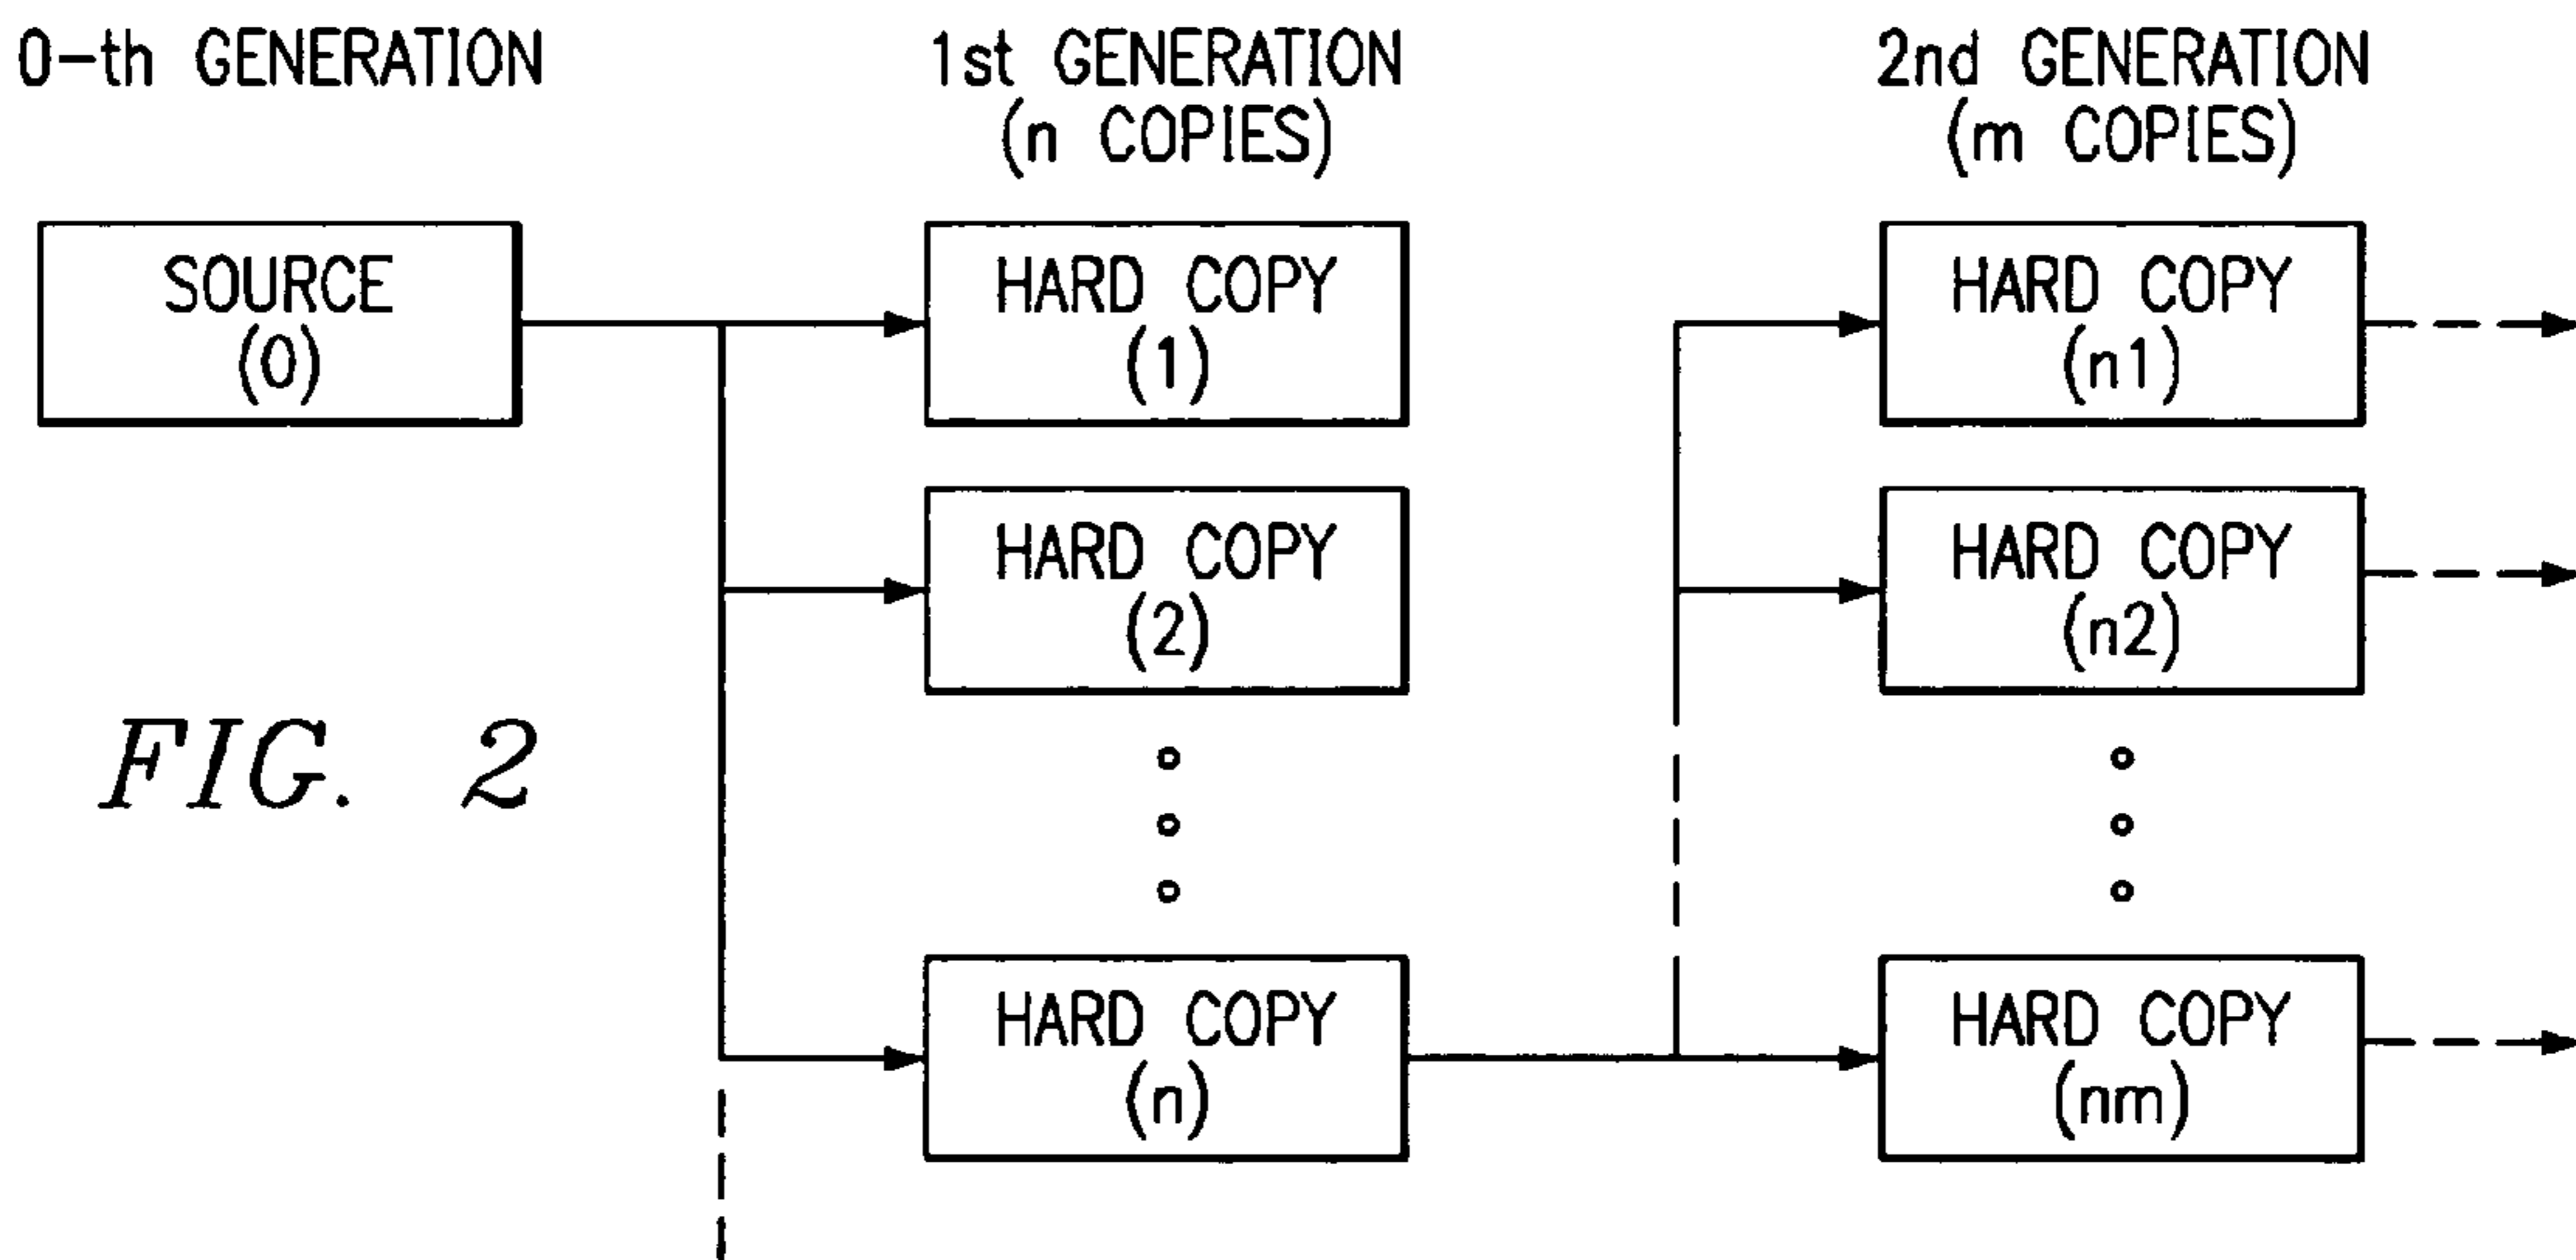 0-th GENERATION
1st GENERATION
(n COPIES)
2nd GENERATION
(m COPIES)
SOURCE
(0)
HARD COPY
(1)
HARD COPY
(n1)
HARD COPY
(2)
HARD COPY
(n2)
FIG. 2
HARD COPY
(n)
HARD COPY
(nm)